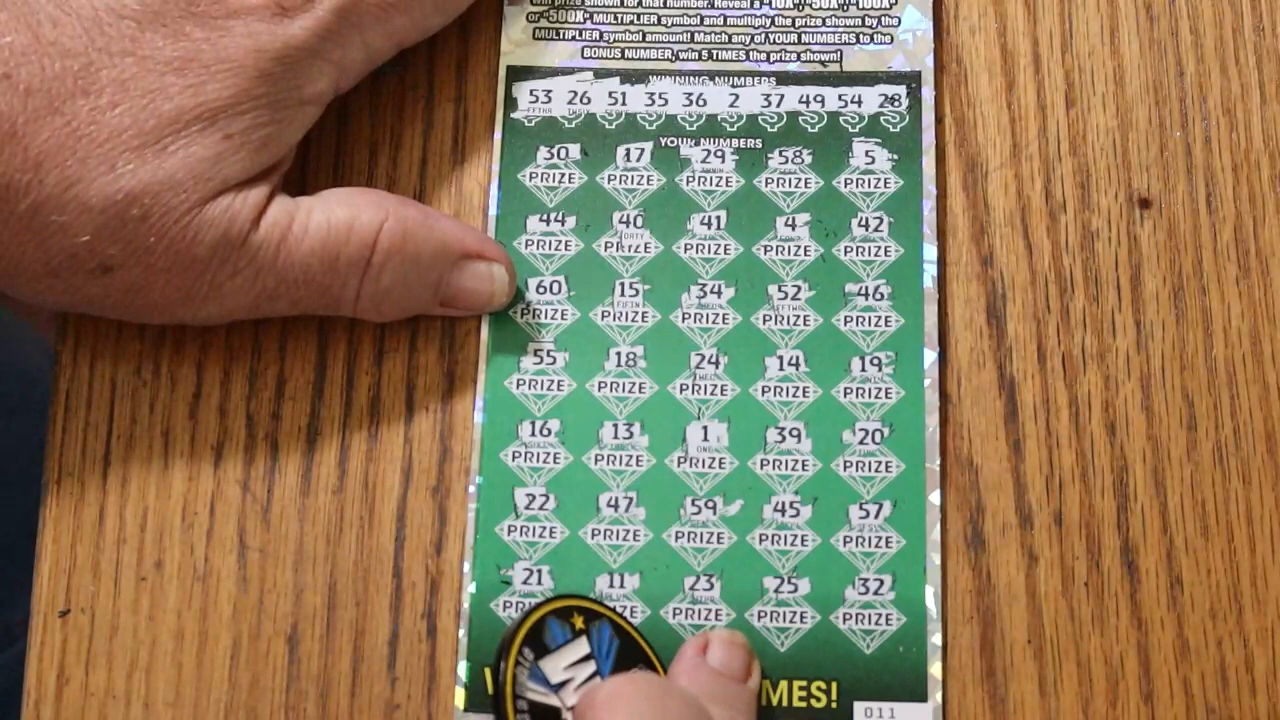 win prize shown for that number. Reveal a "10X", "50X", "100X"
or "500X" MULTIPLIER symbol and multiply the prize shown by the
MULTIPLIER symbol amount! Match any of YOUR NUMBERS to the
BONUS NUMBER, win 5 TIMES the prize shown!
WINNING NUMBERS
53 26 51 35 36 2 37 49 54 28
$ $ $ $ $ $ $ $ $ $
YOUR NUMBERS
30 17 29 58 5
PRIZE PRIZE PRIZE PRIZE PRIZE
44 40 41 4 42
PRIZE PRIZE PRIZE PRIZE PRIZE
60 15 34 52 46
PRIZE PRIZE PRIZE PRIZE PRIZE
55 18 24 14 19
PRIZE PRIZE PRIZE PRIZE PRIZE
16 13 1 39 20
ONE
PRIZE PRIZE PRIZE PRIZE PRIZE
22 47 59 45 57
PRIZE PRIZE PRIZE PRIZE PRIZE
21 11 23 25 32
PRI IZE PRIZE PRIZE PRIZE
W MES!
011